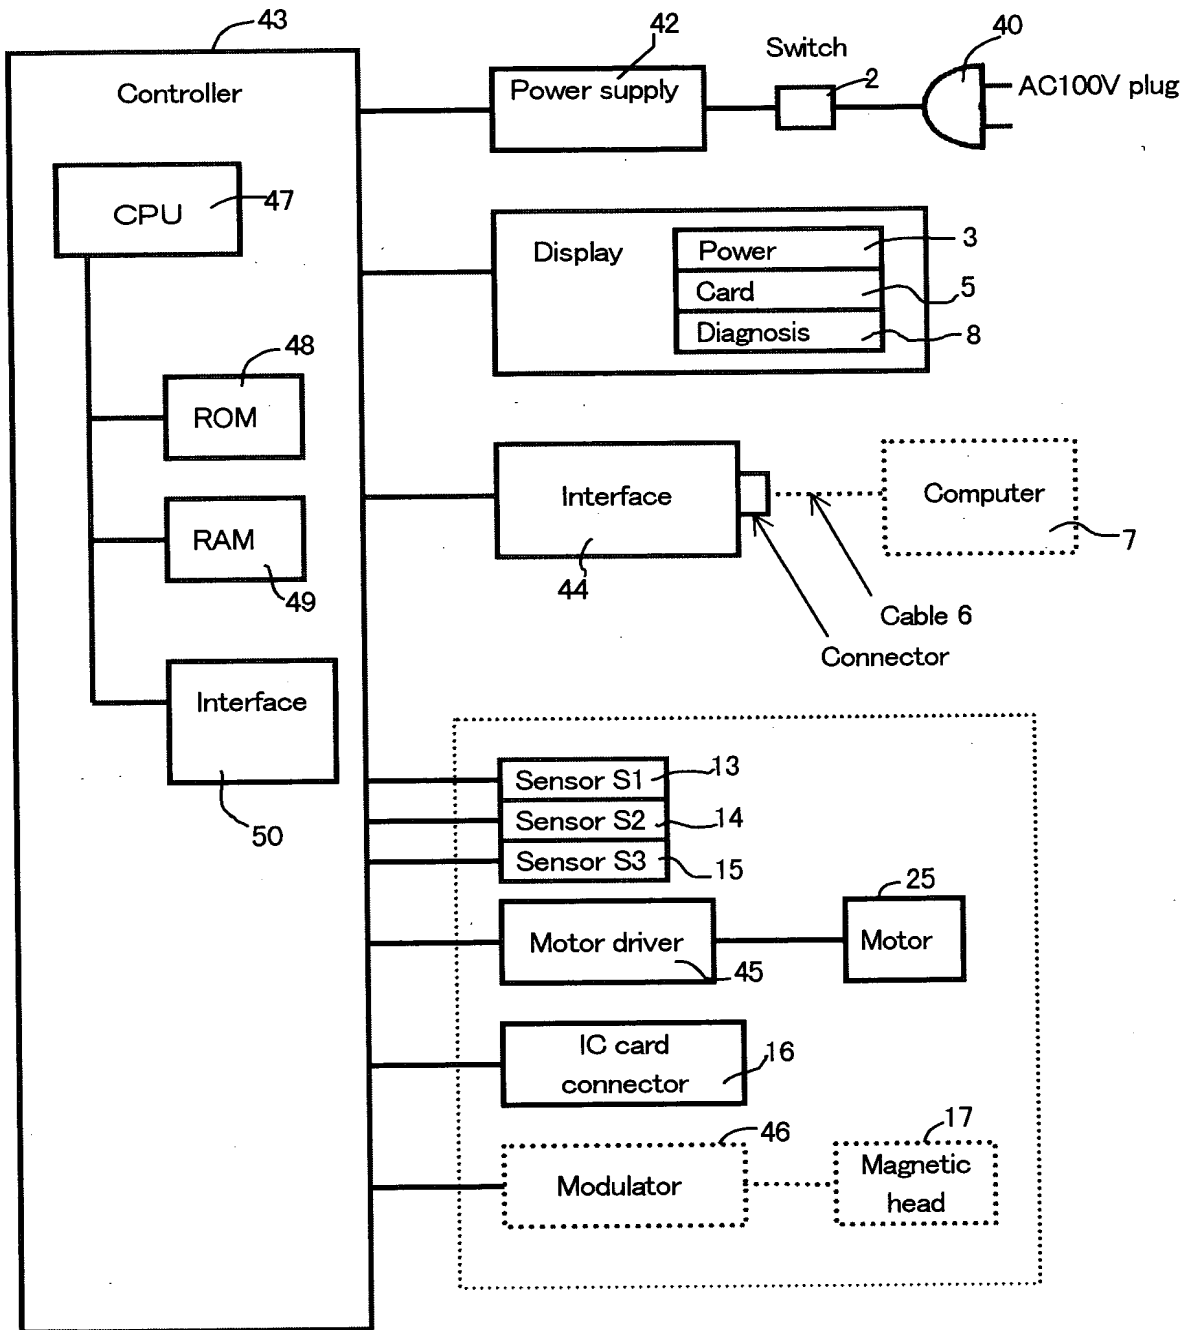 43
Controller
CPU
47
48
ROM
RAM
49
Interface
50
42
Power supply
Switch
2
40
AC100V plug
Display
Power
3
Card
5
Diagnosis
8
Interface
44
Computer
7
Cable 6
Connector
Sensor S1
13
Sensor S2
14
Sensor S3
15
Motor driver
45
25
Motor
IC card
connector
16
46
Modulator
17
Magnetic
head